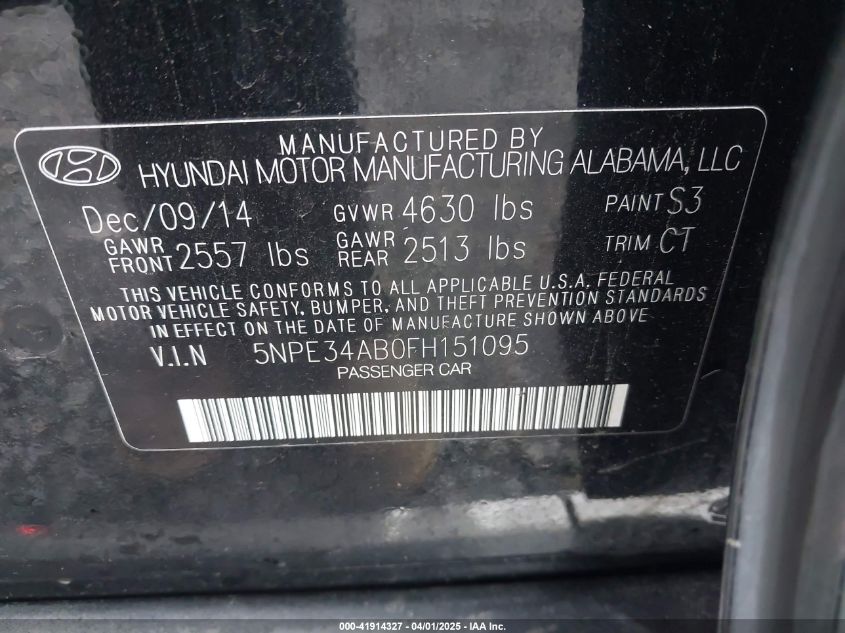 MANUFACTURED BY
HYUNDAI MOTOR MANUFACTURING ALABAMA, LLC
Dec/09/14 GVWR 4630 lbs PAINT S3
GAWR FRONT 2557 lbs GAWR REAR 2513 lbs TRIM CT
THIS VEHICLE CONFORMS TO ALL APPLICABLE U.S.A. FEDERAL
MOTOR VEHICLE SAFETY, BUMPER, AND THEFT PREVENTION STANDARDS
IN EFFECT ON THE DATE OF MANUFACTURE SHOWN ABOVE
V.I.N 5NPE34AB0FH151095
PASSENGER CAR
000-41914327 - 04/01/2025 - IAA Inc.